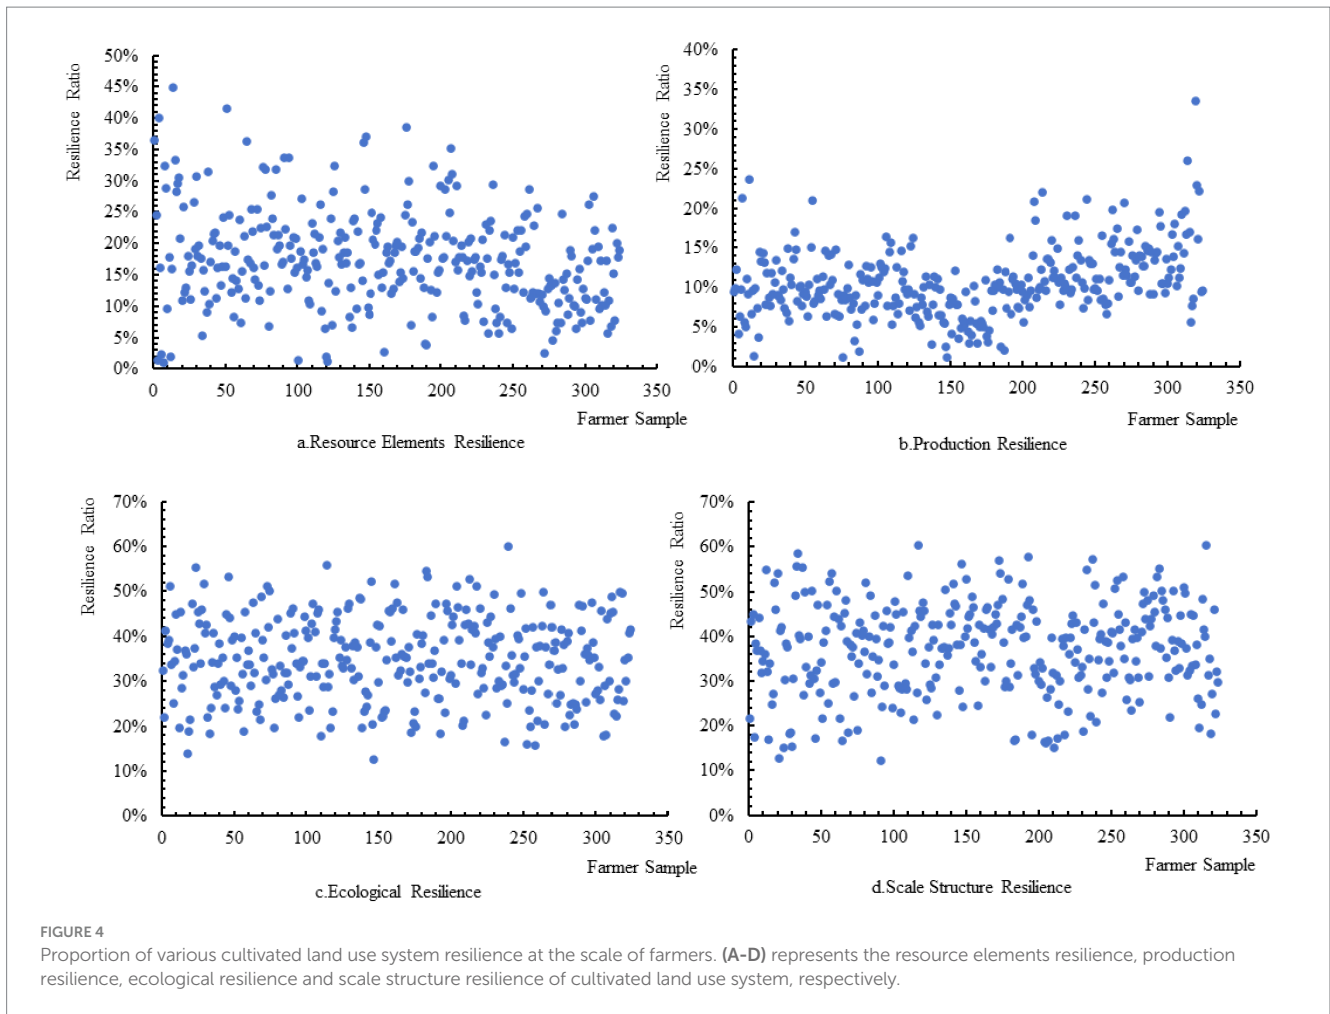 50%
45%
40%
35%
30%
25%
20%
15%
10%
5%
0%
Resilience Ratio
0 50 100 150 200 250 300 350
Farmer Sample
a.Resource Elements Resilience
40%
35%
30%
25%
20%
15%
10%
5%
0%
Resilience Ratio
0 50 100 150 200 250 300 350
Farmer Sample
b.Production Resilience
70%
60%
50%
40%
30%
20%
10%
0%
Resilience Ratio
0 50 100 150 200 250 300 350
Farmer Sample
c.Ecological Resilience
70%
60%
50%
40%
30%
20%
10%
0%
Resilience Ratio
0 50 100 150 200 250 300 350
Farmer Sample
d.Scale Structure Resilience
FIGURE 4
Proportion of various cultivated land use system resilience at the scale of farmers. (A-D) represents the resource elements resilience, production
resilience, ecological resilience and scale structure resilience of cultivated land use system, respectively.